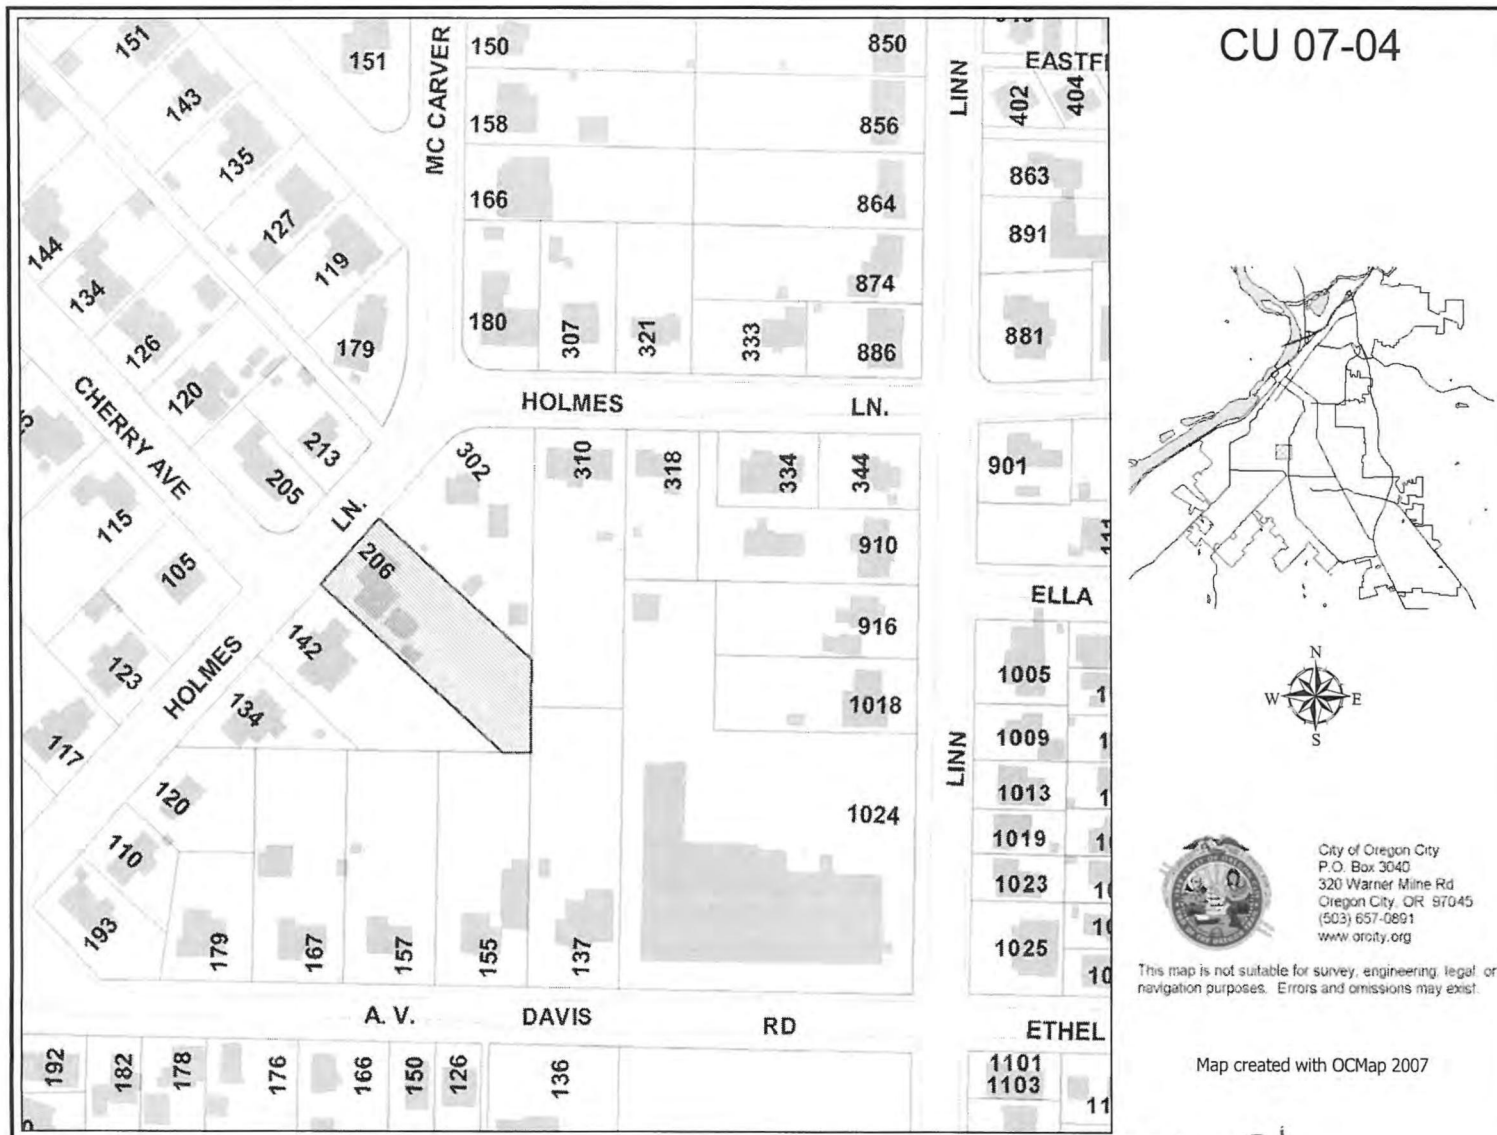 CU 07-04
151
143
135
127
119
179
144
134
126
120
213
205
CHERRY AVE
115
105
123
117
151
MC CARVER
150
850
158
856
166
864
874
180
307
321
333
886
LINN
EASTF
402
404
863
891
881
HOLMES
LN.
302
310
318
334
344
901
LN.
206
910
ELLA
HOLMES
142
134
916
1018
1005
1009
1013
1019
1023
1025
LINN
1024
120
110
193
179
167
157
155
137
A. V.
DAVIS
RD
ETHEL
192
182
178
176
166
150
126
136
1101
1103
11
N
W
E
S
City of Oregon City
P.O. Box 3040
320 Warner Milne Rd
Oregon City, OR 97045
(503) 657-0891
www.orcity.org
This map is not suitable for survey, engineering, legal, or
navigation purposes. Errors and omissions may exist.
Map created with OCMap 2007